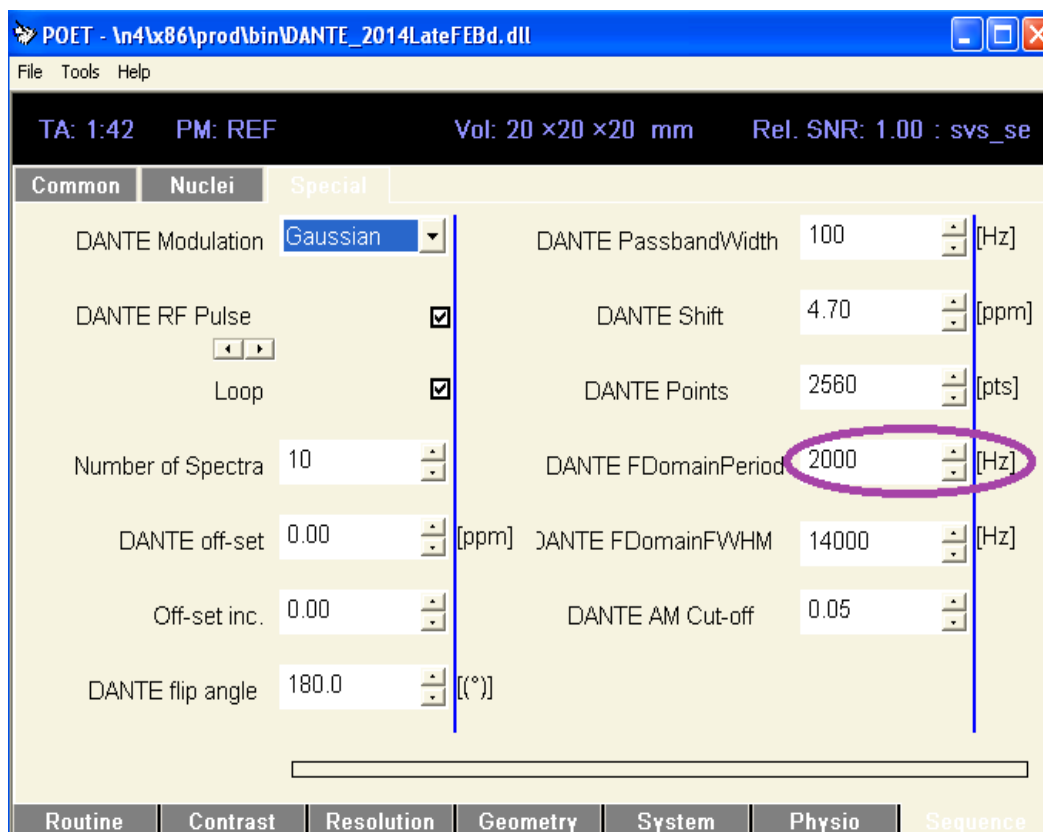 POET - \n4\x86\prod\bin\DANTE_2014LateFEBd.dll
File Tools Help
TA: 1:42 PM: REF Vol: 20 ×20 ×20 mm Rel. SNR: 1.00 : svs_se
Common Nuclei Special
DANTE Modulation Gaussian DANTE PassbandWidth 100 [Hz]
DANTE RF Pulse DANTE Shift 4.70 [ppm]
Loop DANTE Points 2560 [pts]
Number of Spectra 10 DANTE FDomainPeriod 2000 [Hz]
DANTE off-set 0.00 [ppm] DANTE FDomainFWHM 14000 [Hz]
Off-set inc. 0.00 DANTE AM Cut-off 0.05
DANTE flip angle 180.0 [(°)]
Routine Contrast Resolution Geometry System Physio Sequence